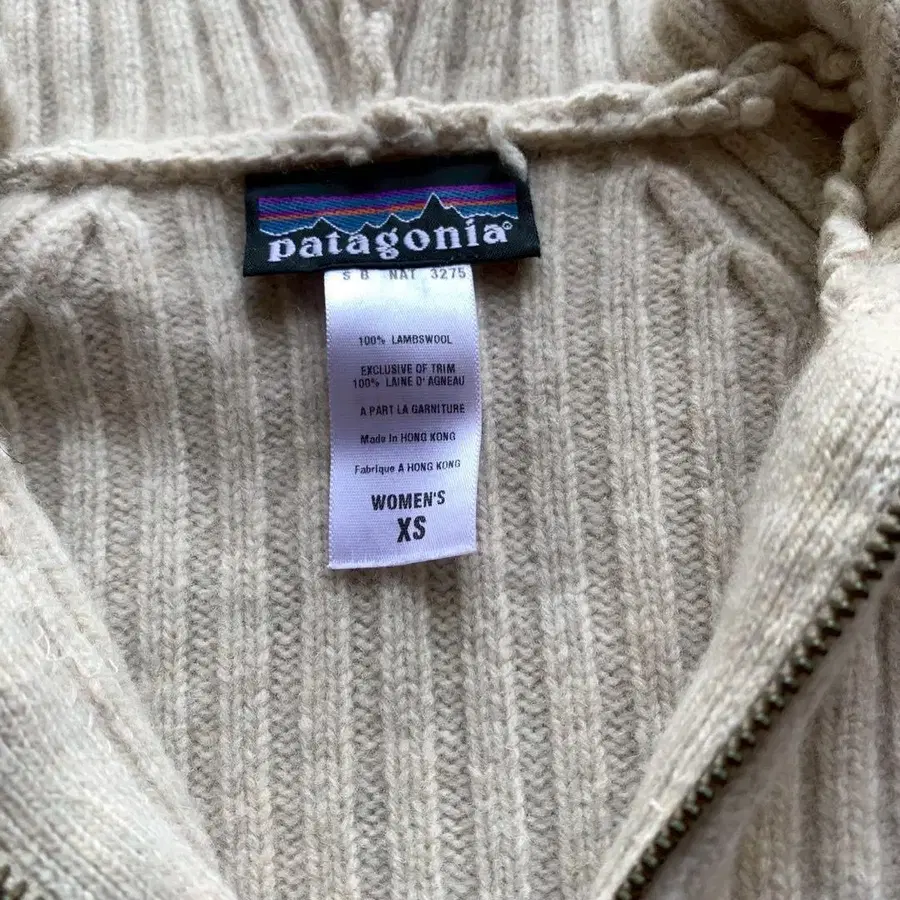 patagonia®
S B NAT 3275
100% LAMBSWOOL
EXCLUSIVE OF TRIM
100% LAINE D'AGNEAU
A PART LA GARNITURE
Made in HONG KONG
Fabrique A HONG KONG
WOMEN'S
XS